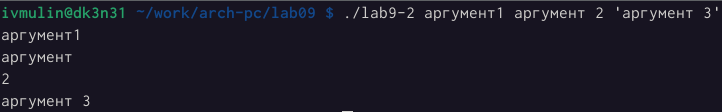 ivmulin@dk3n31 ~/work/arch-pc/lab09 $ ./lab9-2 аргумент1 аргумент 2 'аргумент 3'
аргумент1
аргумент
2
аргумент 3